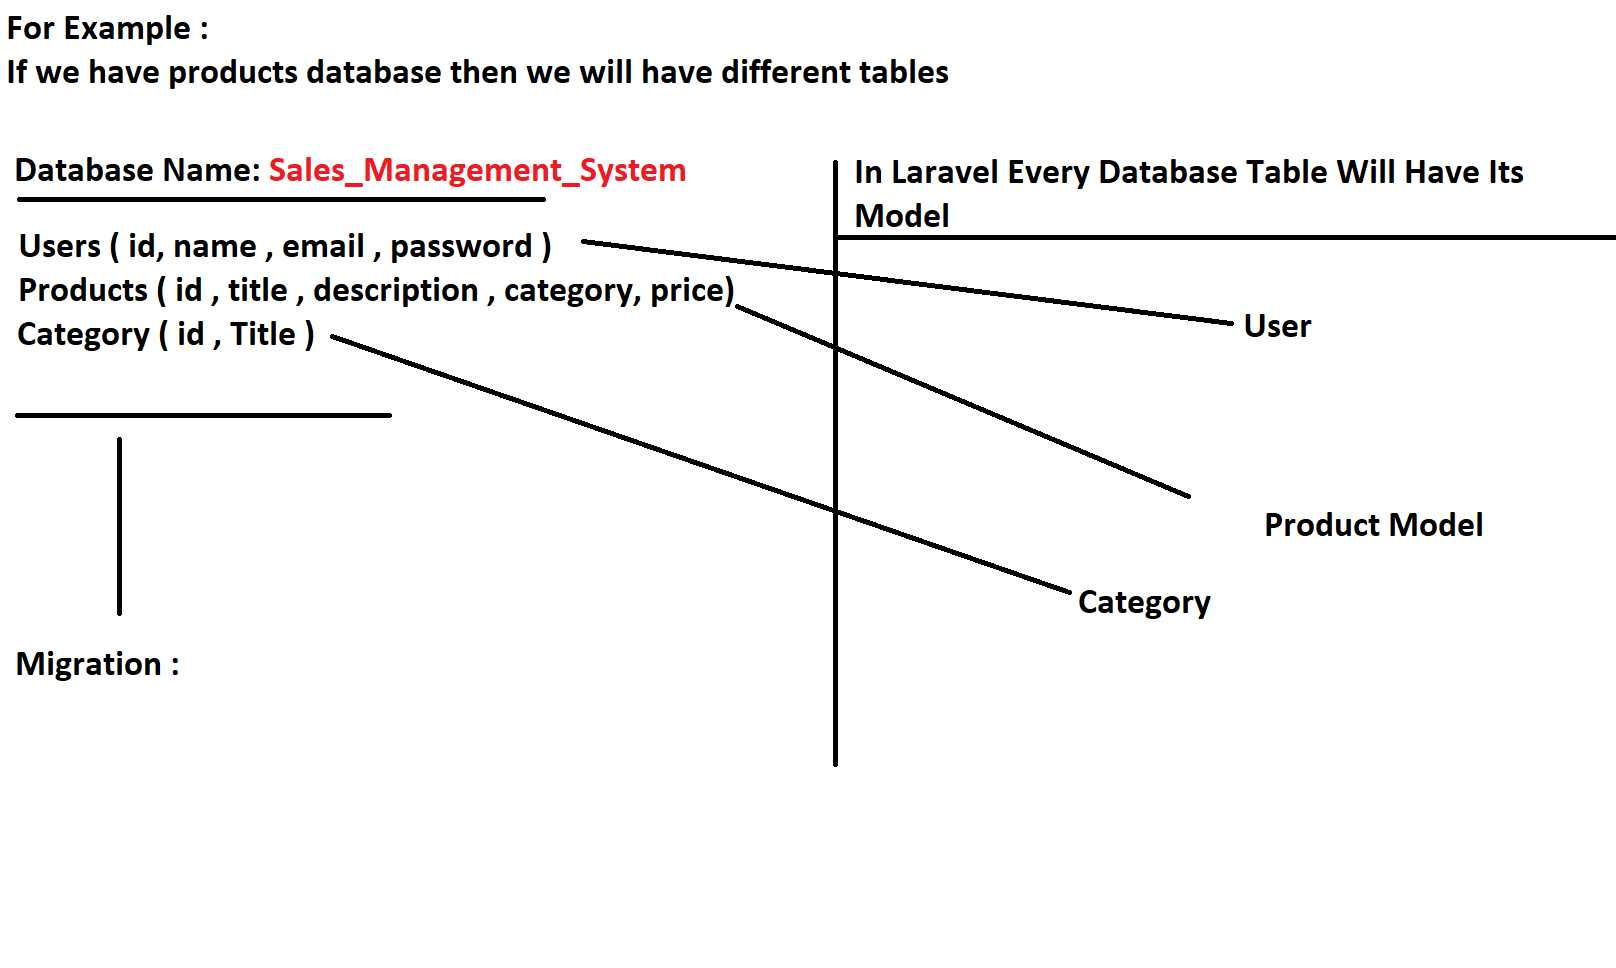 For Example :
If we have products database then we will have different tables
Database Name: Sales_Management_System
Users ( id, name , email , password )
Products ( id , title , description , category, price)
Category ( id , Title )
Migration :
In Laravel Every Database Table Will Have Its
Model
User
Product Model
Category